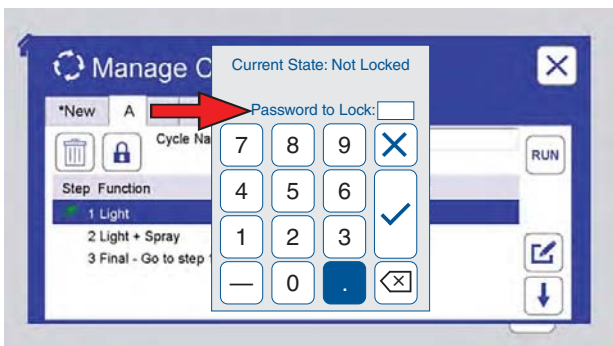 Manage C
Current State: Not Locked
*New A
Password to Lock:
Cycle Na
7 8 9
RUN
Step Function
4 5 6
1 Light
2 Light + Spray
1 2 3
3 Final - Go to step
— 0 .